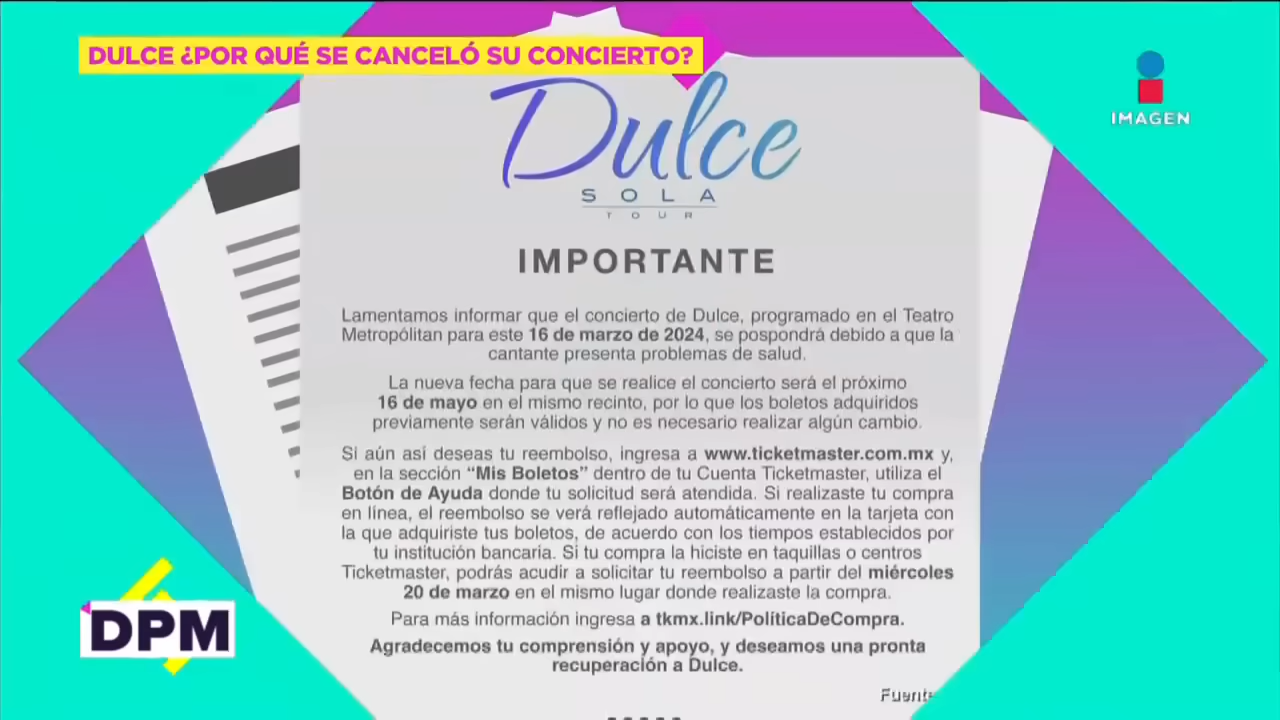 DULCE ¿POR QUÉ SE CANCELÓ SU CONCIERTO?
IMAGEN
Dulce
SOLA
TOUR
IMPORTANTE
Lamentamos informar que el concierto de Dulce, programado en el Teatro
Metropólitan para este 16 de marzo de 2024, se pospondrá debido a que la
cantante presenta problemas de salud.
La nueva fecha para que se realice el concierto será el próximo
16 de mayo en el mismo recinto, por lo que los boletos adquiridos
previamente serán válidos y no es necesario realizar algún cambio.
Si aún así deseas tu reembolso, ingresa a www.ticketmaster.com.mx y,
en la sección “Mis Boletos” dentro de tu Cuenta Ticketmaster, utiliza el
Botón de Ayuda donde tu solicitud será atendida. Si realizaste tu compra
en línea, el reembolso se verá reflejado automáticamente en la tarjeta con
la que adquiriste tus boletos, de acuerdo con los tiempos establecidos por
tu institución bancaria. Si tu compra la hiciste en taquillas o centros
Ticketmaster, podrás acudir a solicitar tu reembolso a partir del miércoles
20 de marzo en el mismo lugar donde realizaste la compra.
Para más información ingresa a tkmx.link/PolíticaDeCompra.
Agradecemos tu comprensión y apoyo, y deseamos una pronta
recuperación a Dulce.
Fuente
DPM